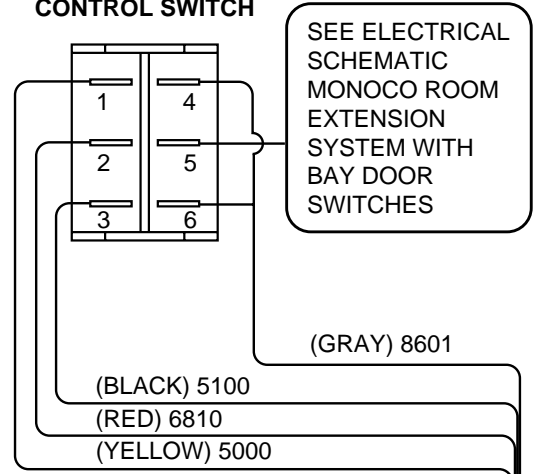 CONTROL SWITCH
SEE ELECTRICAL
SCHEMATIC
MONOCO ROOM
EXTENSION
SYSTEM WITH
BAY DOOR
SWITCHES
1 4
2 5
3 6
(GRAY) 8601
(BLACK) 5100
(RED) 6810
(YELLOW) 5000